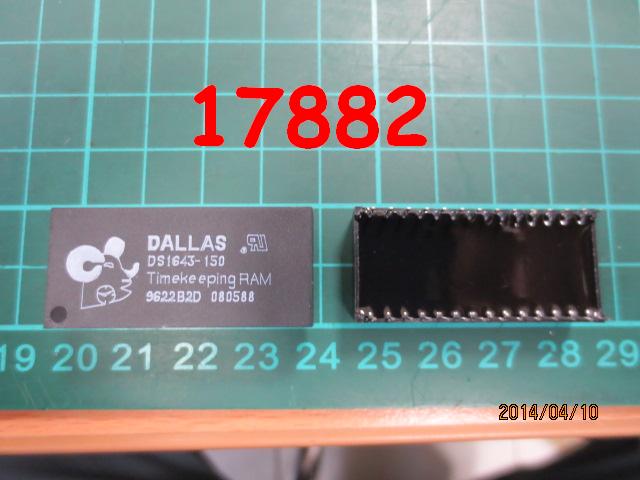 17882
DALLAS
DS1643-150
Timekeeping RAM
9622B2D 080588
19 20 21 22 23 24 25 26 27 28 29
2014/04/10